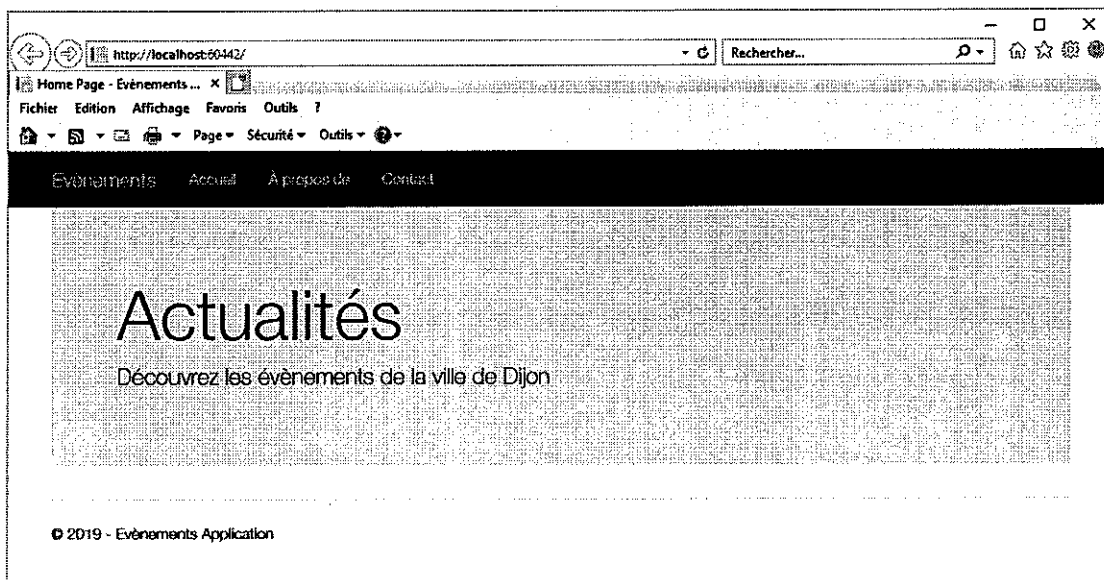 http://localhost:60442/ Rechercher...
Home Page - Evènements ...
Fichier Edition Affichage Favoris Outils ?
Page Sécurité Outils
Evènements Accueil À propos de Contact
Actualités
Découvrez les évènements de la ville de Dijon
© 2019 - Evènements Application